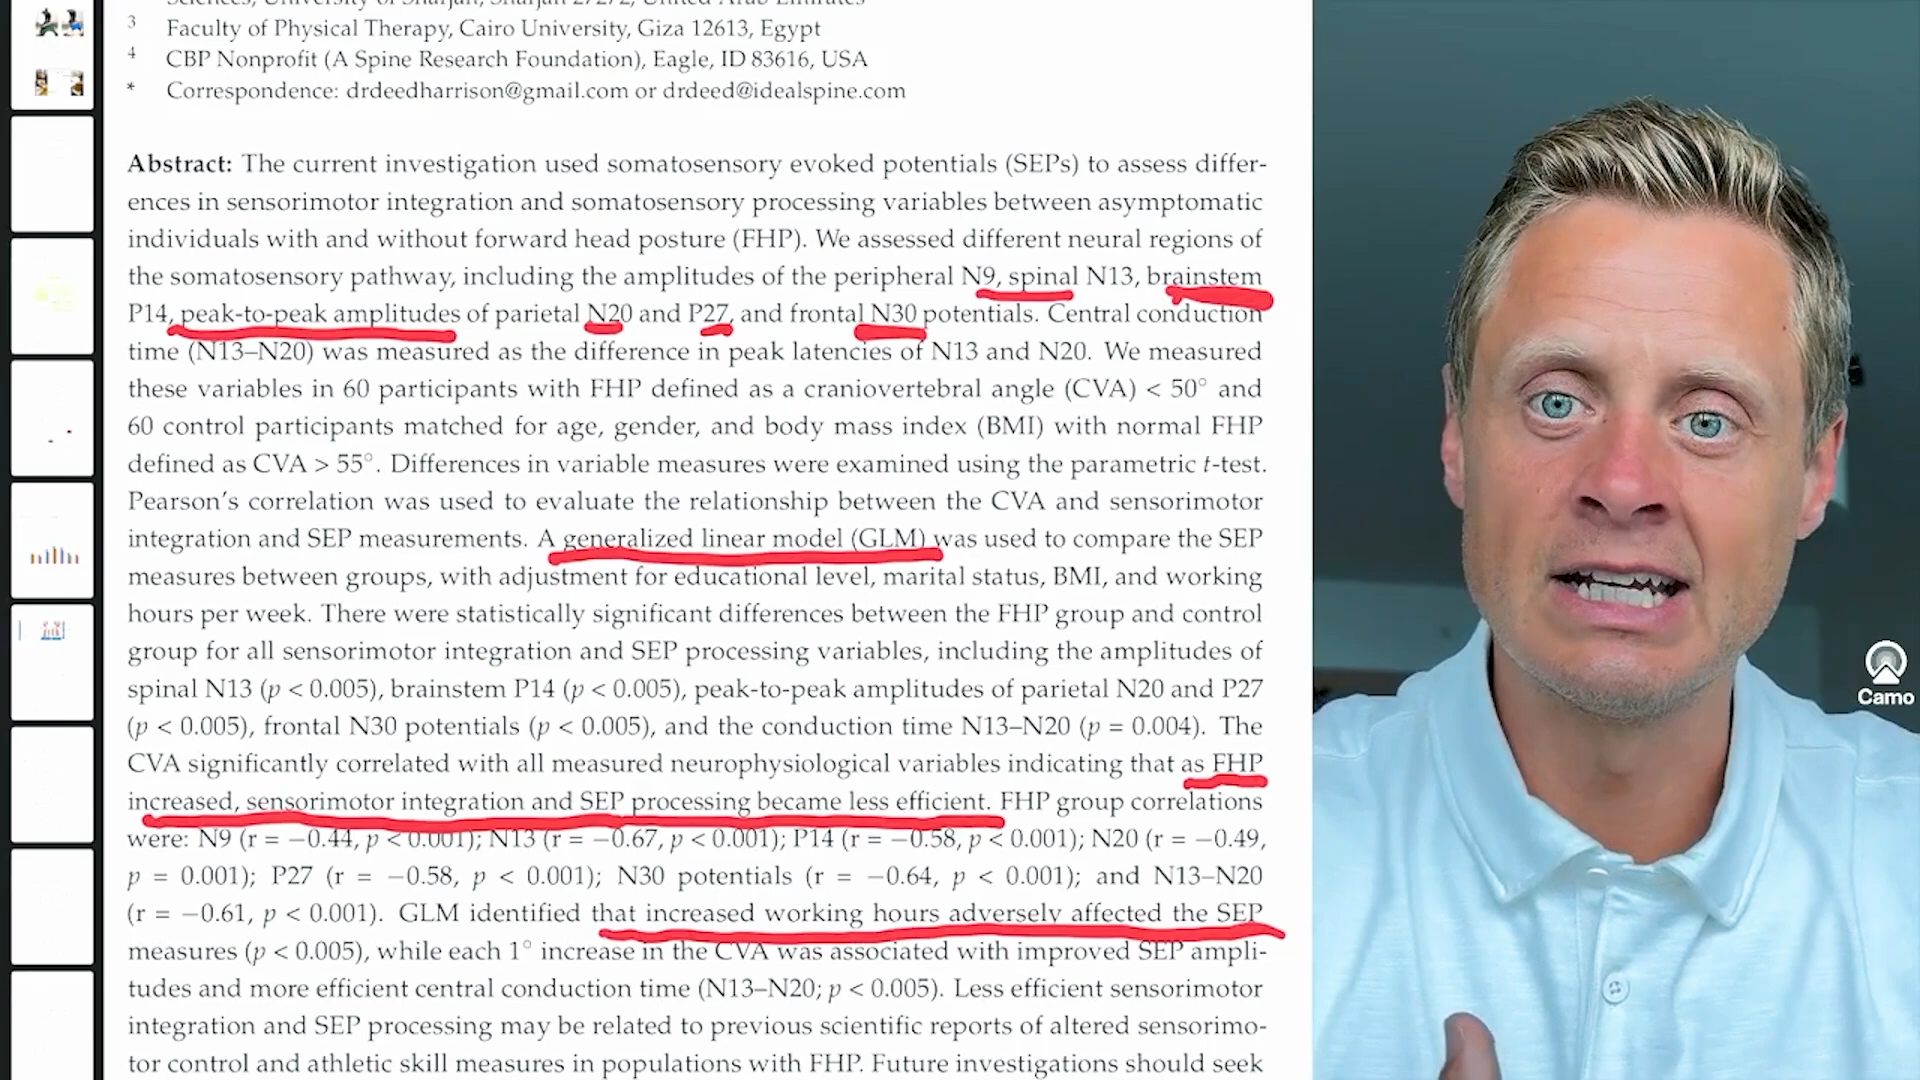 Sciences, University of Sharjah, Sharjah 27272, United Arab Emirates
3 Faculty of Physical Therapy, Cairo University, Giza 12613, Egypt
4 CBP Nonprofit (A Spine Research Foundation), Eagle, ID 83616, USA
* Correspondence: drdeedharrison@gmail.com or drdeed@idealspine.com
Abstract: The current investigation used somatosensory evoked potentials (SEPs) to assess differ-
ences in sensorimotor integration and somatosensory processing variables between asymptomatic
individuals with and without forward head posture (FHP). We assessed different neural regions of
the somatosensory pathway, including the amplitudes of the peripheral N9, spinal N13, brainstem
P14, peak-to-peak amplitudes of parietal N20 and P27, and frontal N30 potentials. Central conduction
time (N13–N20) was measured as the difference in peak latencies of N13 and N20. We measured
these variables in 60 participants with FHP defined as a craniovertebral angle (CVA) < 50° and
60 control participants matched for age, gender, and body mass index (BMI) with normal FHP
defined as CVA > 55°. Differences in variable measures were examined using the parametric t-test.
Pearson's correlation was used to evaluate the relationship between the CVA and sensorimotor
integration and SEP measurements. A generalized linear model (GLM) was used to compare the SEP
measures between groups, with adjustment for educational level, marital status, BMI, and working
hours per week. There were statistically significant differences between the FHP group and control
group for all sensorimotor integration and SEP processing variables, including the amplitudes of
spinal N13 (p < 0.005), brainstem P14 (p < 0.005), peak-to-peak amplitudes of parietal N20 and P27
(p < 0.005), frontal N30 potentials (p < 0.005), and the conduction time N13–N20 (p = 0.004). The
CVA significantly correlated with all measured neurophysiological variables indicating that as FHP
increased, sensorimotor integration and SEP processing became less efficient. FHP group correlations
were: N9 (r = −0.44, p < 0.001); N13 (r = −0.67, p < 0.001); P14 (r = −0.58, p < 0.001); N20 (r = −0.49,
p = 0.001); P27 (r = −0.58, p < 0.001); N30 potentials (r = −0.64, p < 0.001); and N13–N20
(r = −0.61, p < 0.001). GLM identified that increased working hours adversely affected the SEP
measures (p < 0.005), while each 1° increase in the CVA was associated with improved SEP ampli-
tudes and more efficient central conduction time (N13–N20; p < 0.005). Less efficient sensorimotor
integration and SEP processing may be related to previous scientific reports of altered sensorimo-
tor control and athletic skill measures in populations with FHP. Future investigations should seek
Camo